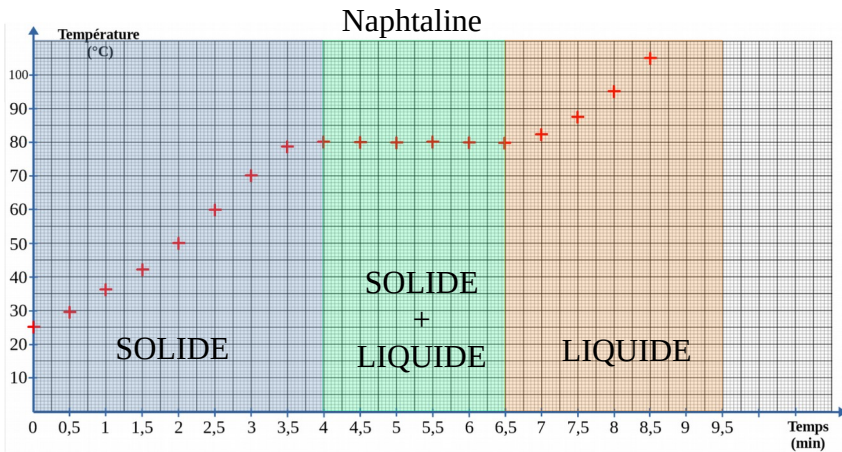 Naphtaline
Température
(°C)
100
90
80
70
60
50
40
30
20
10
SOLIDE
SOLIDE
+
LIQUIDE
LIQUIDE
0 0,5 1 1,5 2 2,5 3 3,5 4 4,5 5 5,5 6 6,5 7 7,5 8 8,5 9 9,5 Temps
(min)